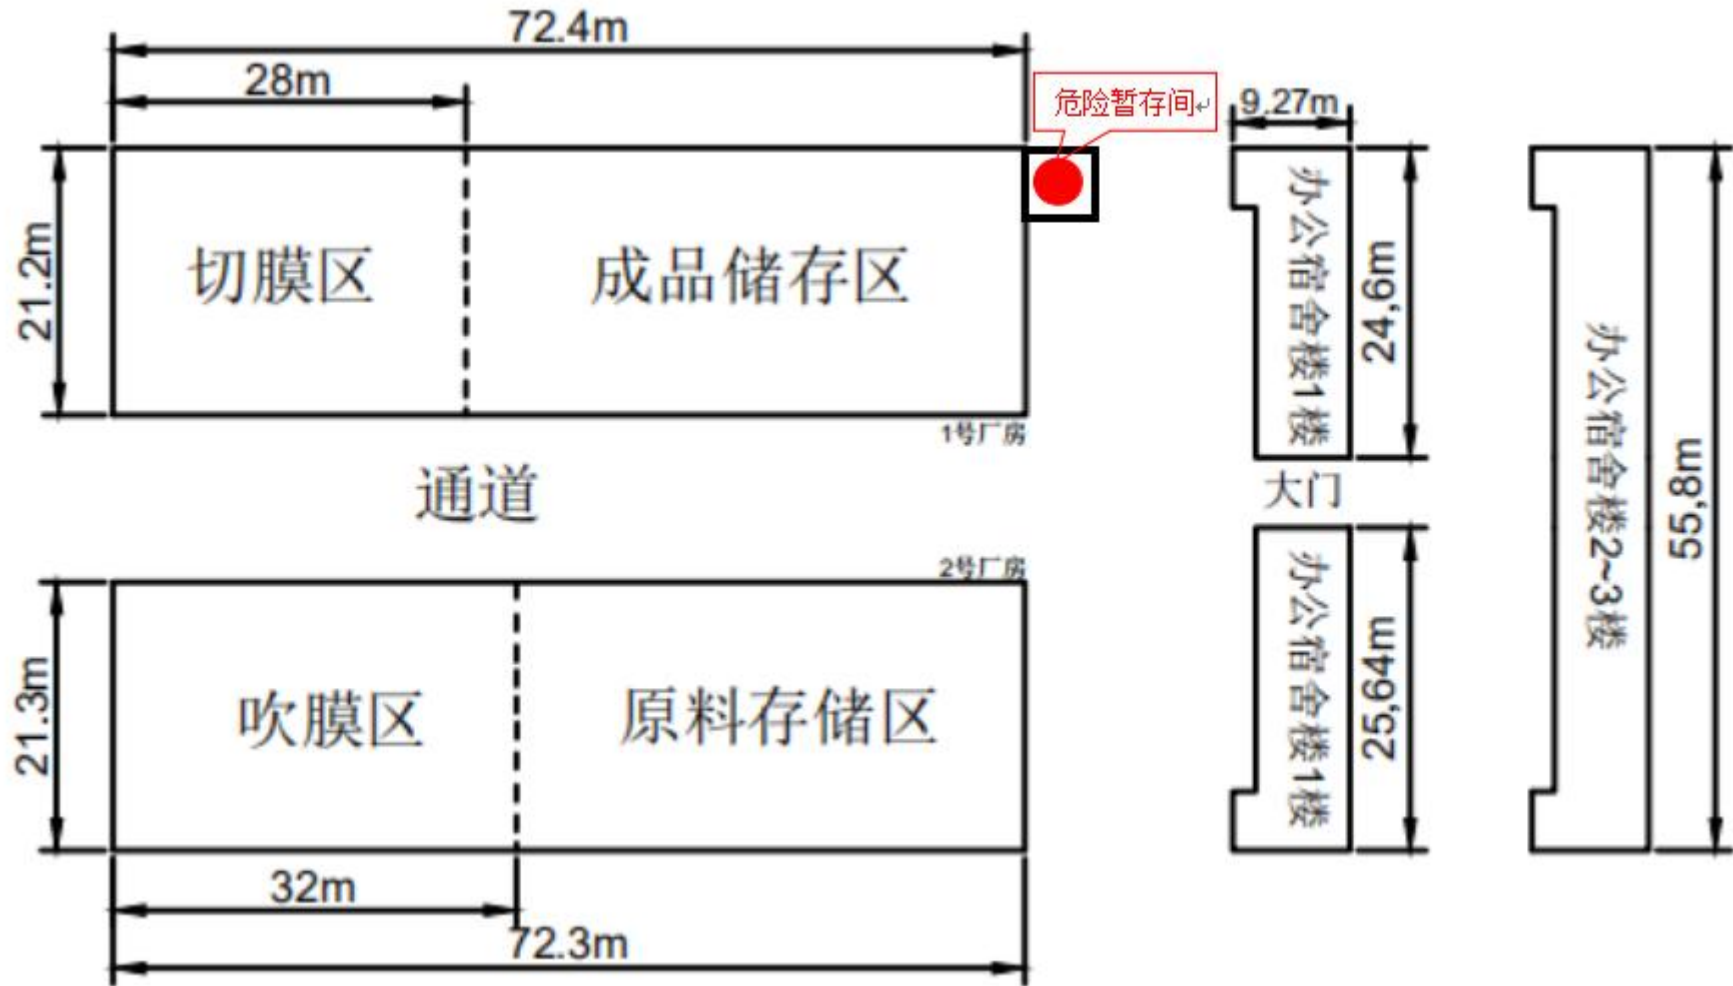 72.4m
28m
危险暂存间
9.27m
21.2m
切膜区
成品储存区
办公宿舍楼1楼
24,6m
1号厂房
通道
大门
办公宿舍楼2~3楼
55,8m
2号厂房
21.3m
吹膜区
原料存储区
办公宿舍楼1楼
25,64m
32m
72.3m